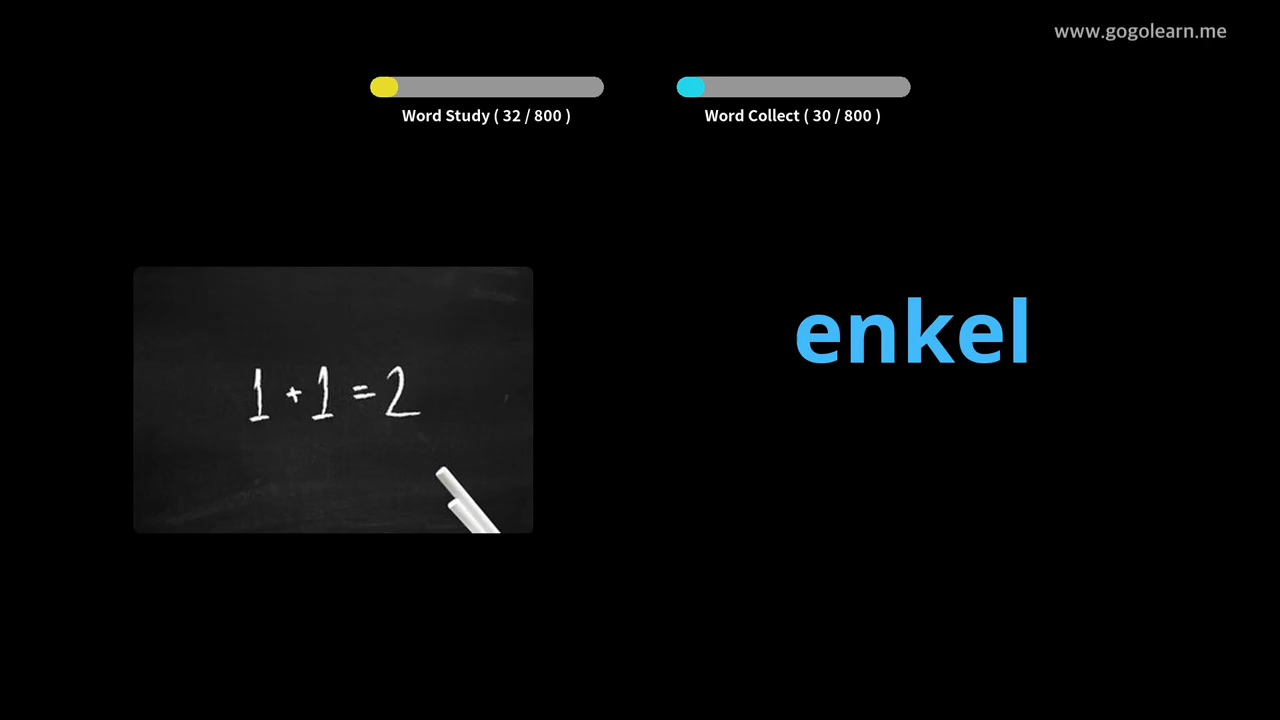 www.gogolearn.me
Word Study ( 32 / 800 )
Word Collect ( 30 / 800 )
1 + 1 = 2
enkel